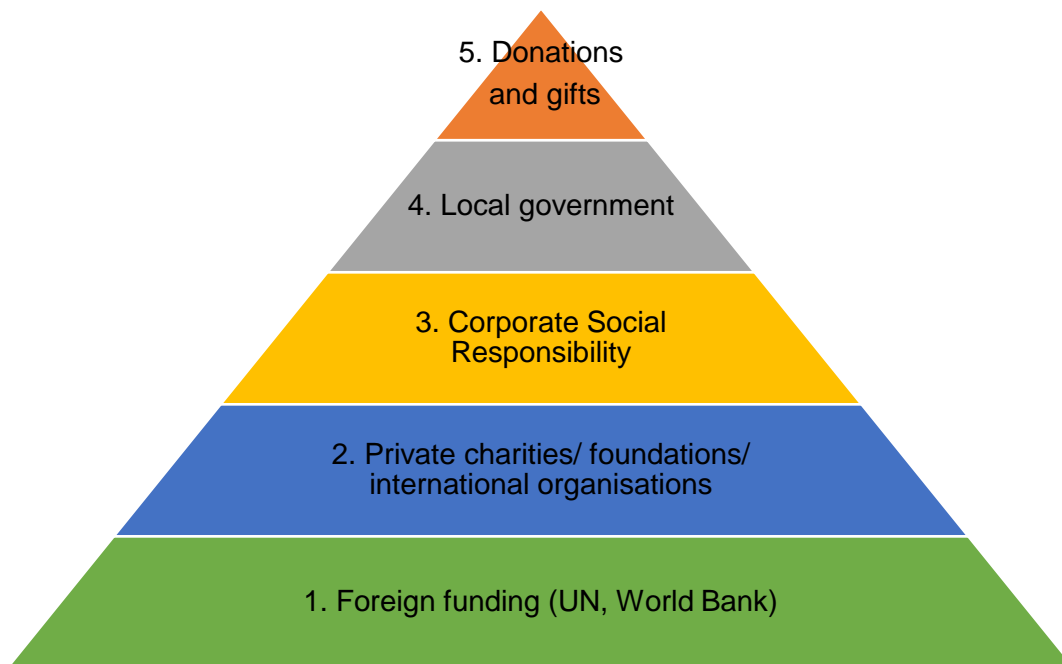 5. Donations
and gifts
4. Local government
3. Corporate Social
Responsibility
2. Private charities/ foundations/
international organisations
1. Foreign funding (UN, World Bank)